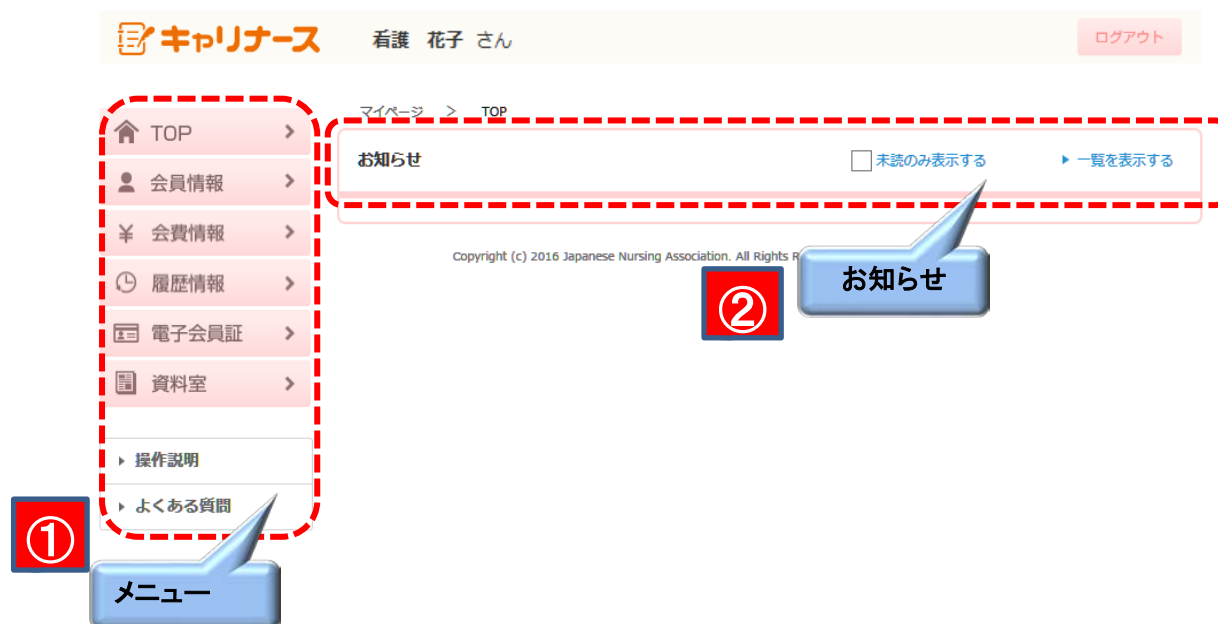 キャリナース 看護 花子 さん ログアウト
マイページ > TOP
TOP
会員情報
会費情報
履歴情報
電子会員証
資料室
操作説明
よくある質問
①
メニュー
お知らせ 未読のみ表示する 一覧を表示する
Copyright (c) 2016 Japanese Nursing Association. All Rights R
②
お知らせ